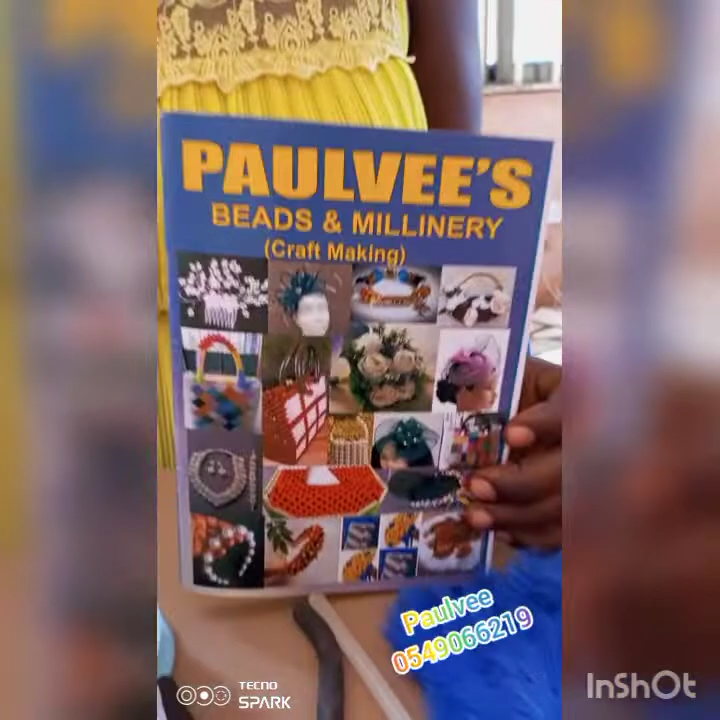 PAULVEE'S
BEADS & MILLINERY
(Craft Making)
Paulvee
0549066219
TECNO
SPARK
InShOt